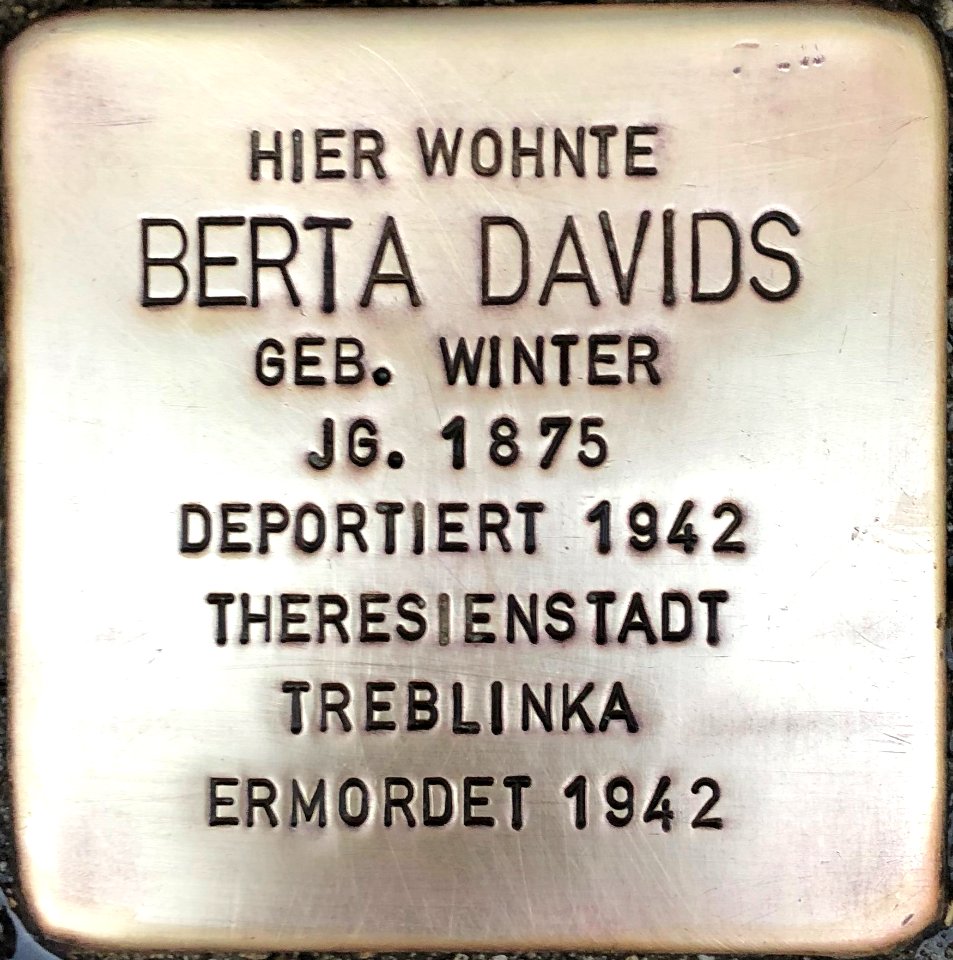 HIER WOHNTE
BERTA DAVIDS
GEB. WINTER
JG. 1875
DEPORTIERT 1942
THERESIENSTADT
TREBLINKA
ERMORDET 1942